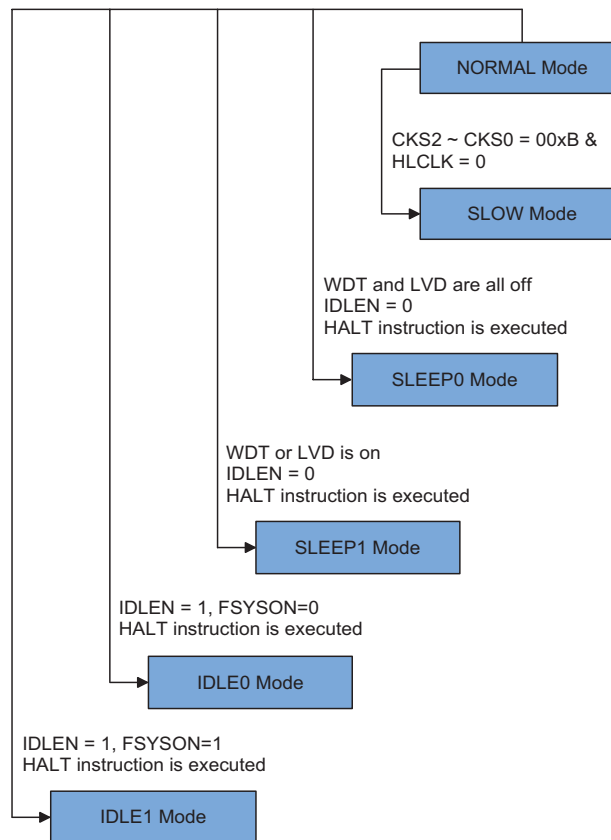 NORMAL Mode
CKS2 ~ CKS0 = 00xB &
HLCLK = 0
SLOW Mode
WDT and LVD are all off
IDLEN = 0
HALT instruction is executed
SLEEP0 Mode
WDT or LVD is on
IDLEN = 0
HALT instruction is executed
SLEEP1 Mode
IDLEN = 1, FSYSON=0
HALT instruction is executed
IDLE0 Mode
IDLEN = 1, FSYSON=1
HALT instruction is executed
IDLE1 Mode